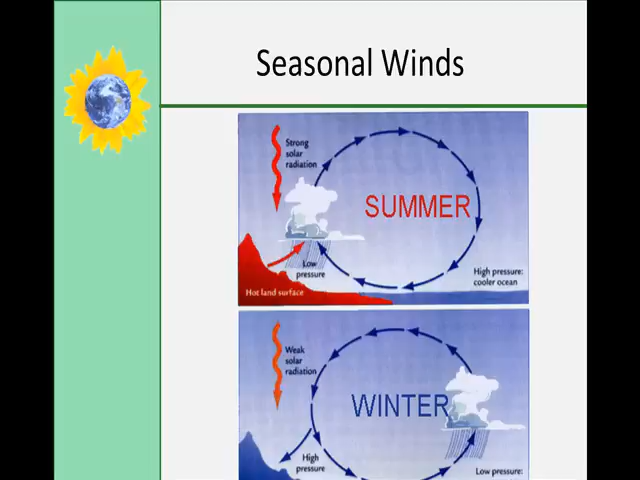 Seasonal Winds
Strong
solar
radiation
SUMMER
Low
pressure
High pressure:
cooler ocean
Hot land surface
Weak
solar
radiation
WINTER
High
pressure
Low pressure: